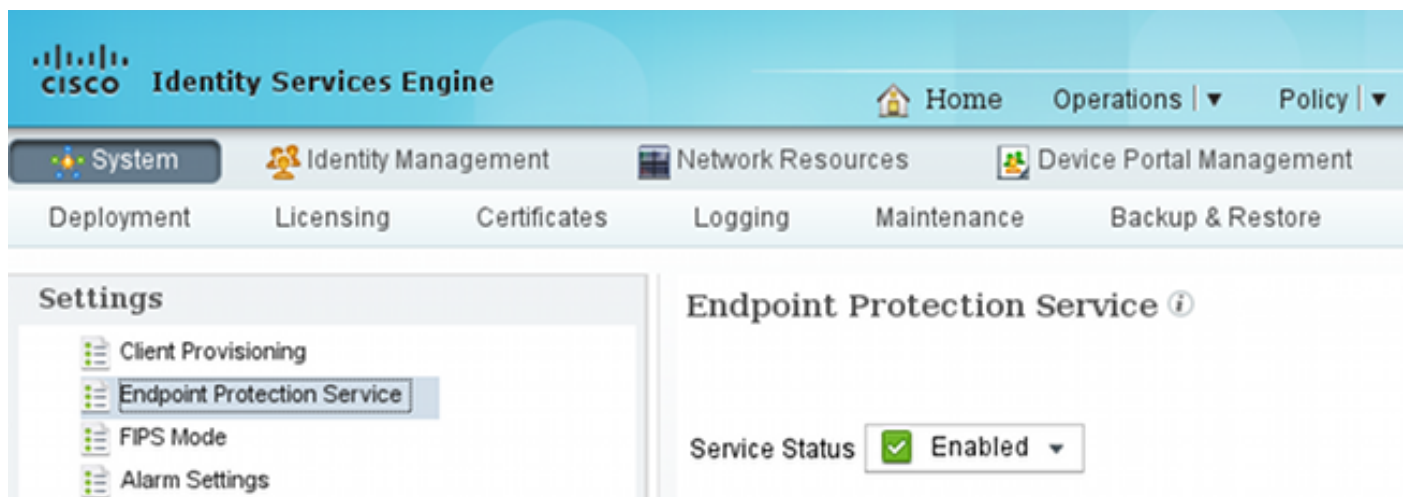 CISCO Identity Services Engine
Home Operations Policy
System Identity Management Network Resources Device Portal Management
Deployment Licensing Certificates Logging Maintenance Backup & Restore
Settings
Client Provisioning
Endpoint Protection Service
FIPS Mode
Alarm Settings
Endpoint Protection Service i
Service Status Enabled